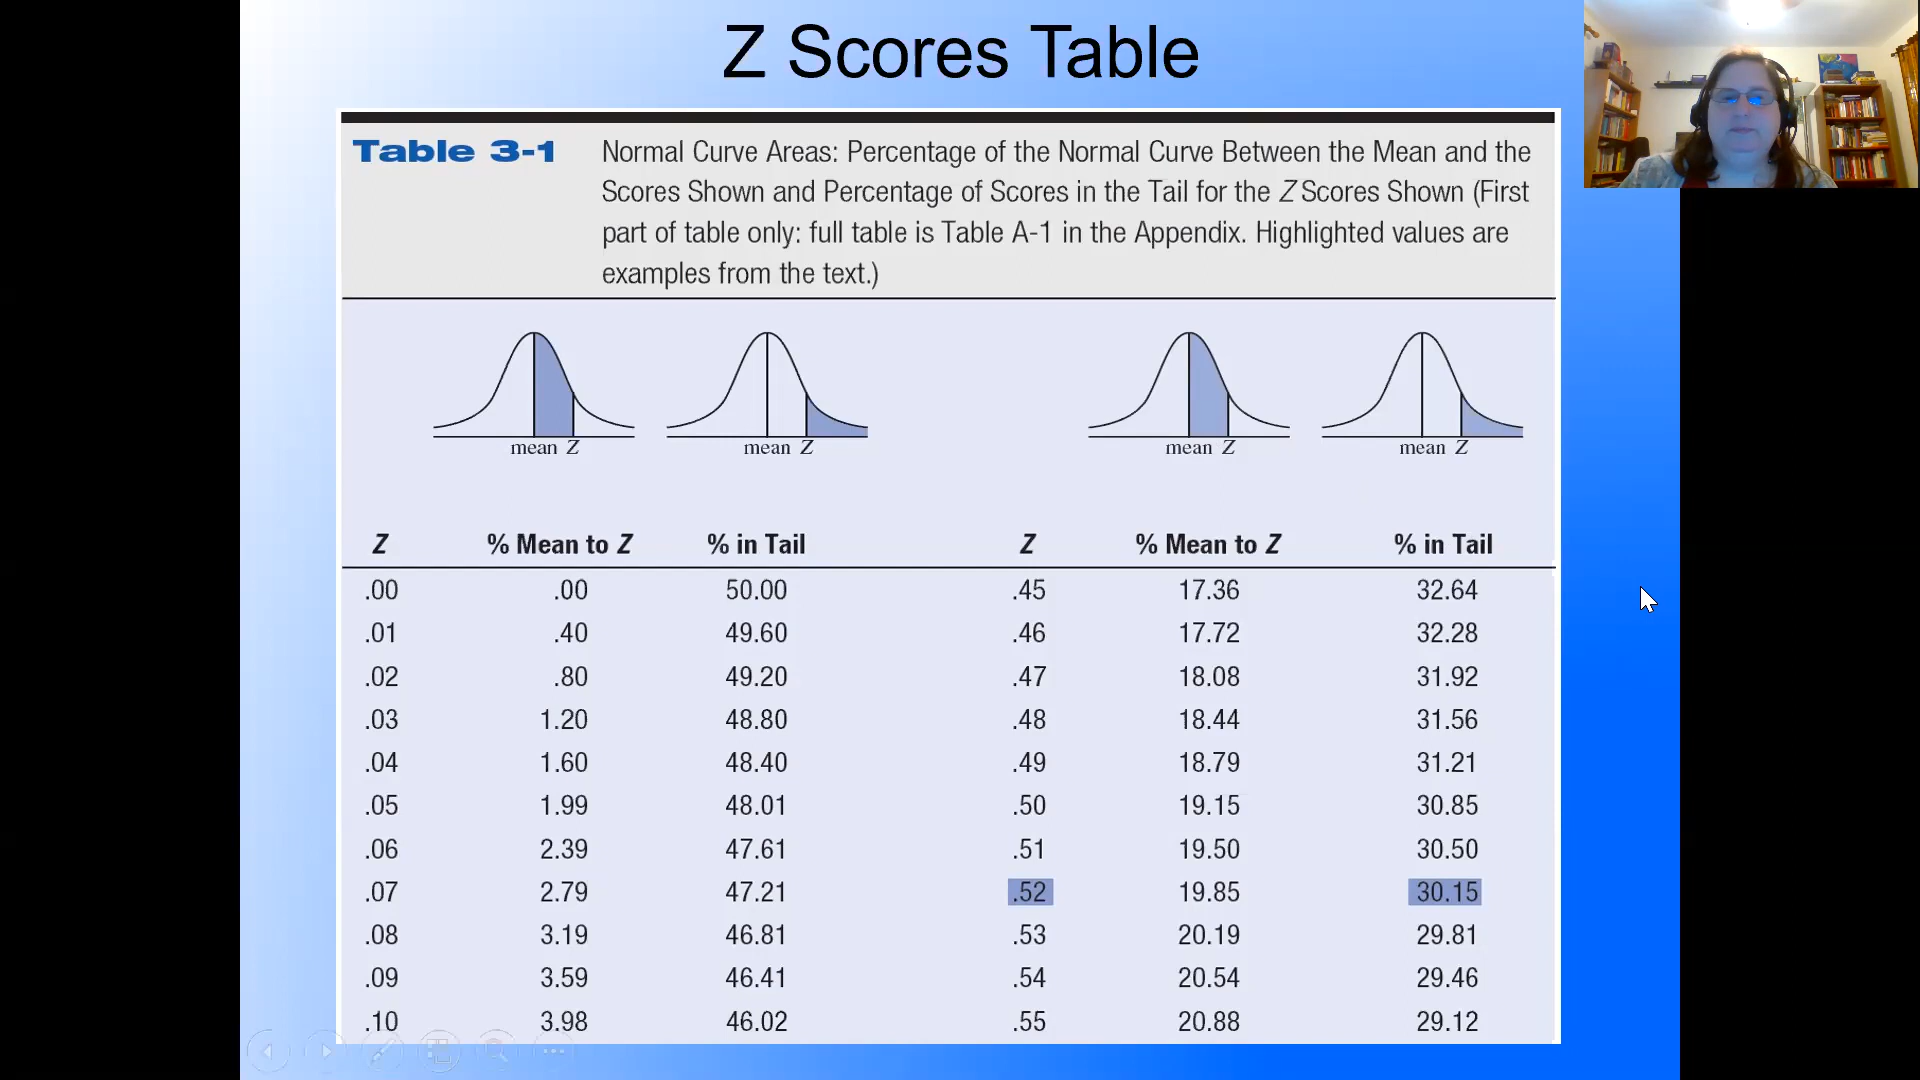 Z Scores Table
Table 3-1 Normal Curve Areas: Percentage of the Normal Curve Between the Mean and the
Scores Shown and Percentage of Scores in the Tail for the Z Scores Shown (First
part of table only: full table is Table A-1 in the Appendix. Highlighted values are
examples from the text.)
mean Z mean Z mean Z mean Z
Z % Mean to Z % in Tail Z % Mean to Z % in Tail
.00 .00 50.00 .45 17.36 32.64
.01 .40 49.60 .46 17.72 32.28
.02 .80 49.20 .47 18.08 31.92
.03 1.20 48.80 .48 18.44 31.56
.04 1.60 48.40 .49 18.79 31.21
.05 1.99 48.01 .50 19.15 30.85
.06 2.39 47.61 .51 19.50 30.50
.07 2.79 47.21 .52 19.85 30.15
.08 3.19 46.81 .53 20.19 29.81
.09 3.59 46.41 .54 20.54 29.46
.10 3.98 46.02 .55 20.88 29.12